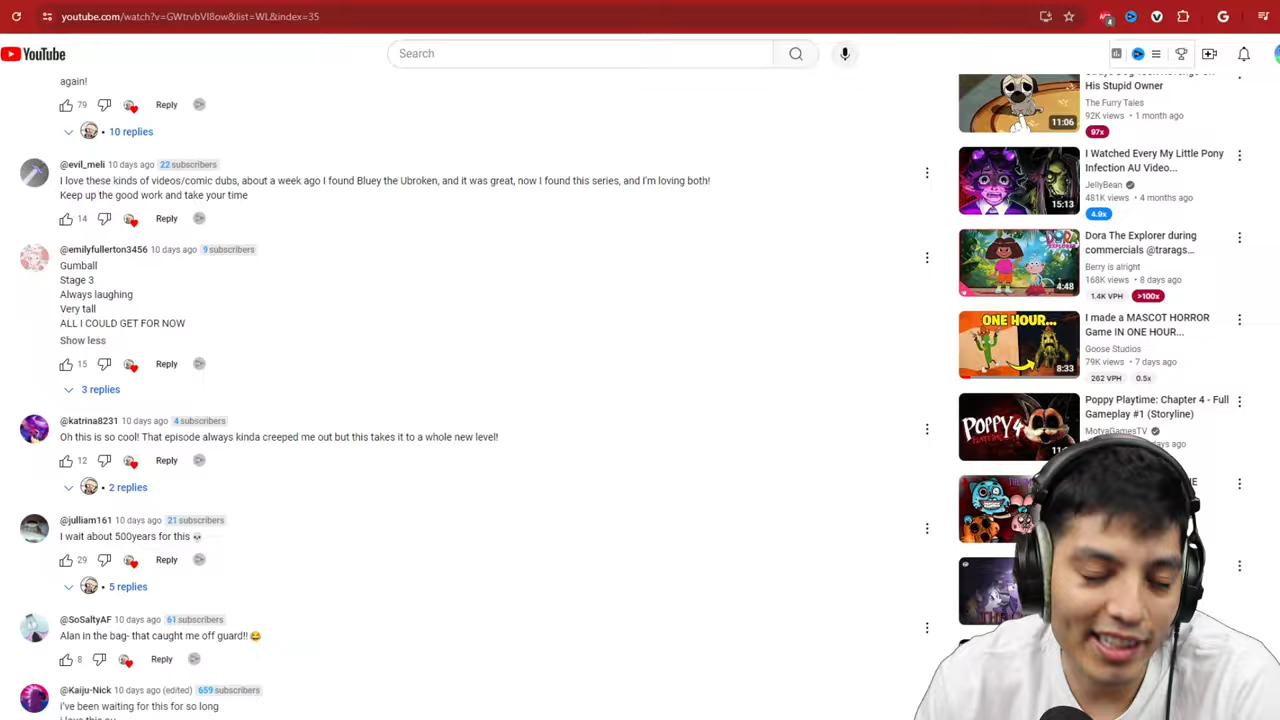 youtube.com/watch?v=GWtrvbVl8ow&list=WL&index=35
4
YouTube
Search
again!
79 Reply
10 replies
@evil_meli 10 days ago 22 subscribers
I love these kinds of videos/comic dubs, about a week ago I found Bluey the Ubroken, and it was great, now I found this series, and I'm loving both!
Keep up the good work and take your time
14 Reply
@emilyfullerton3456 10 days ago 9 subscribers
Gumball
Stage 3
Always laughing
Very tall
ALL I COULD GET FOR NOW
Show less
15 Reply
3 replies
@katrina8231 10 days ago 4 subscribers
Oh this is so cool! That episode always kinda creeped me out but this takes it to a whole new level!
12 Reply
2 replies
@julliam161 10 days ago 21 subscribers
I wait about 500years for this 💀
29 Reply
5 replies
@SoSaltyAF 10 days ago 61 subscribers
Alan in the bag- that caught me off guard!! 😂
8 Reply
@Kaiju-Nick 10 days ago (edited) 659 subscribers
i've been waiting for this for so long
His Stupid Owner
The Furry Tales
92K views • 1 month ago
97x
11:06
I Watched Every My Little Pony
Infection AU Video...
JellyBean
481K views • 4 months ago
4.9x
15:13
Dora The Explorer during
commercials @trarags...
Berry is alright
168K views • 8 days ago
1.4K VPH >100x
4:48
I made a MASCOT HORROR
Game IN ONE HOUR...
Goose Studios
79K views • 7 days ago
262 VPH 0.5x
ONE HOUR...
8:33
Poppy Playtime: Chapter 4 - Full
Gameplay #1 (Storyline)
MotyaGamesTV
days ago
POPPY 4